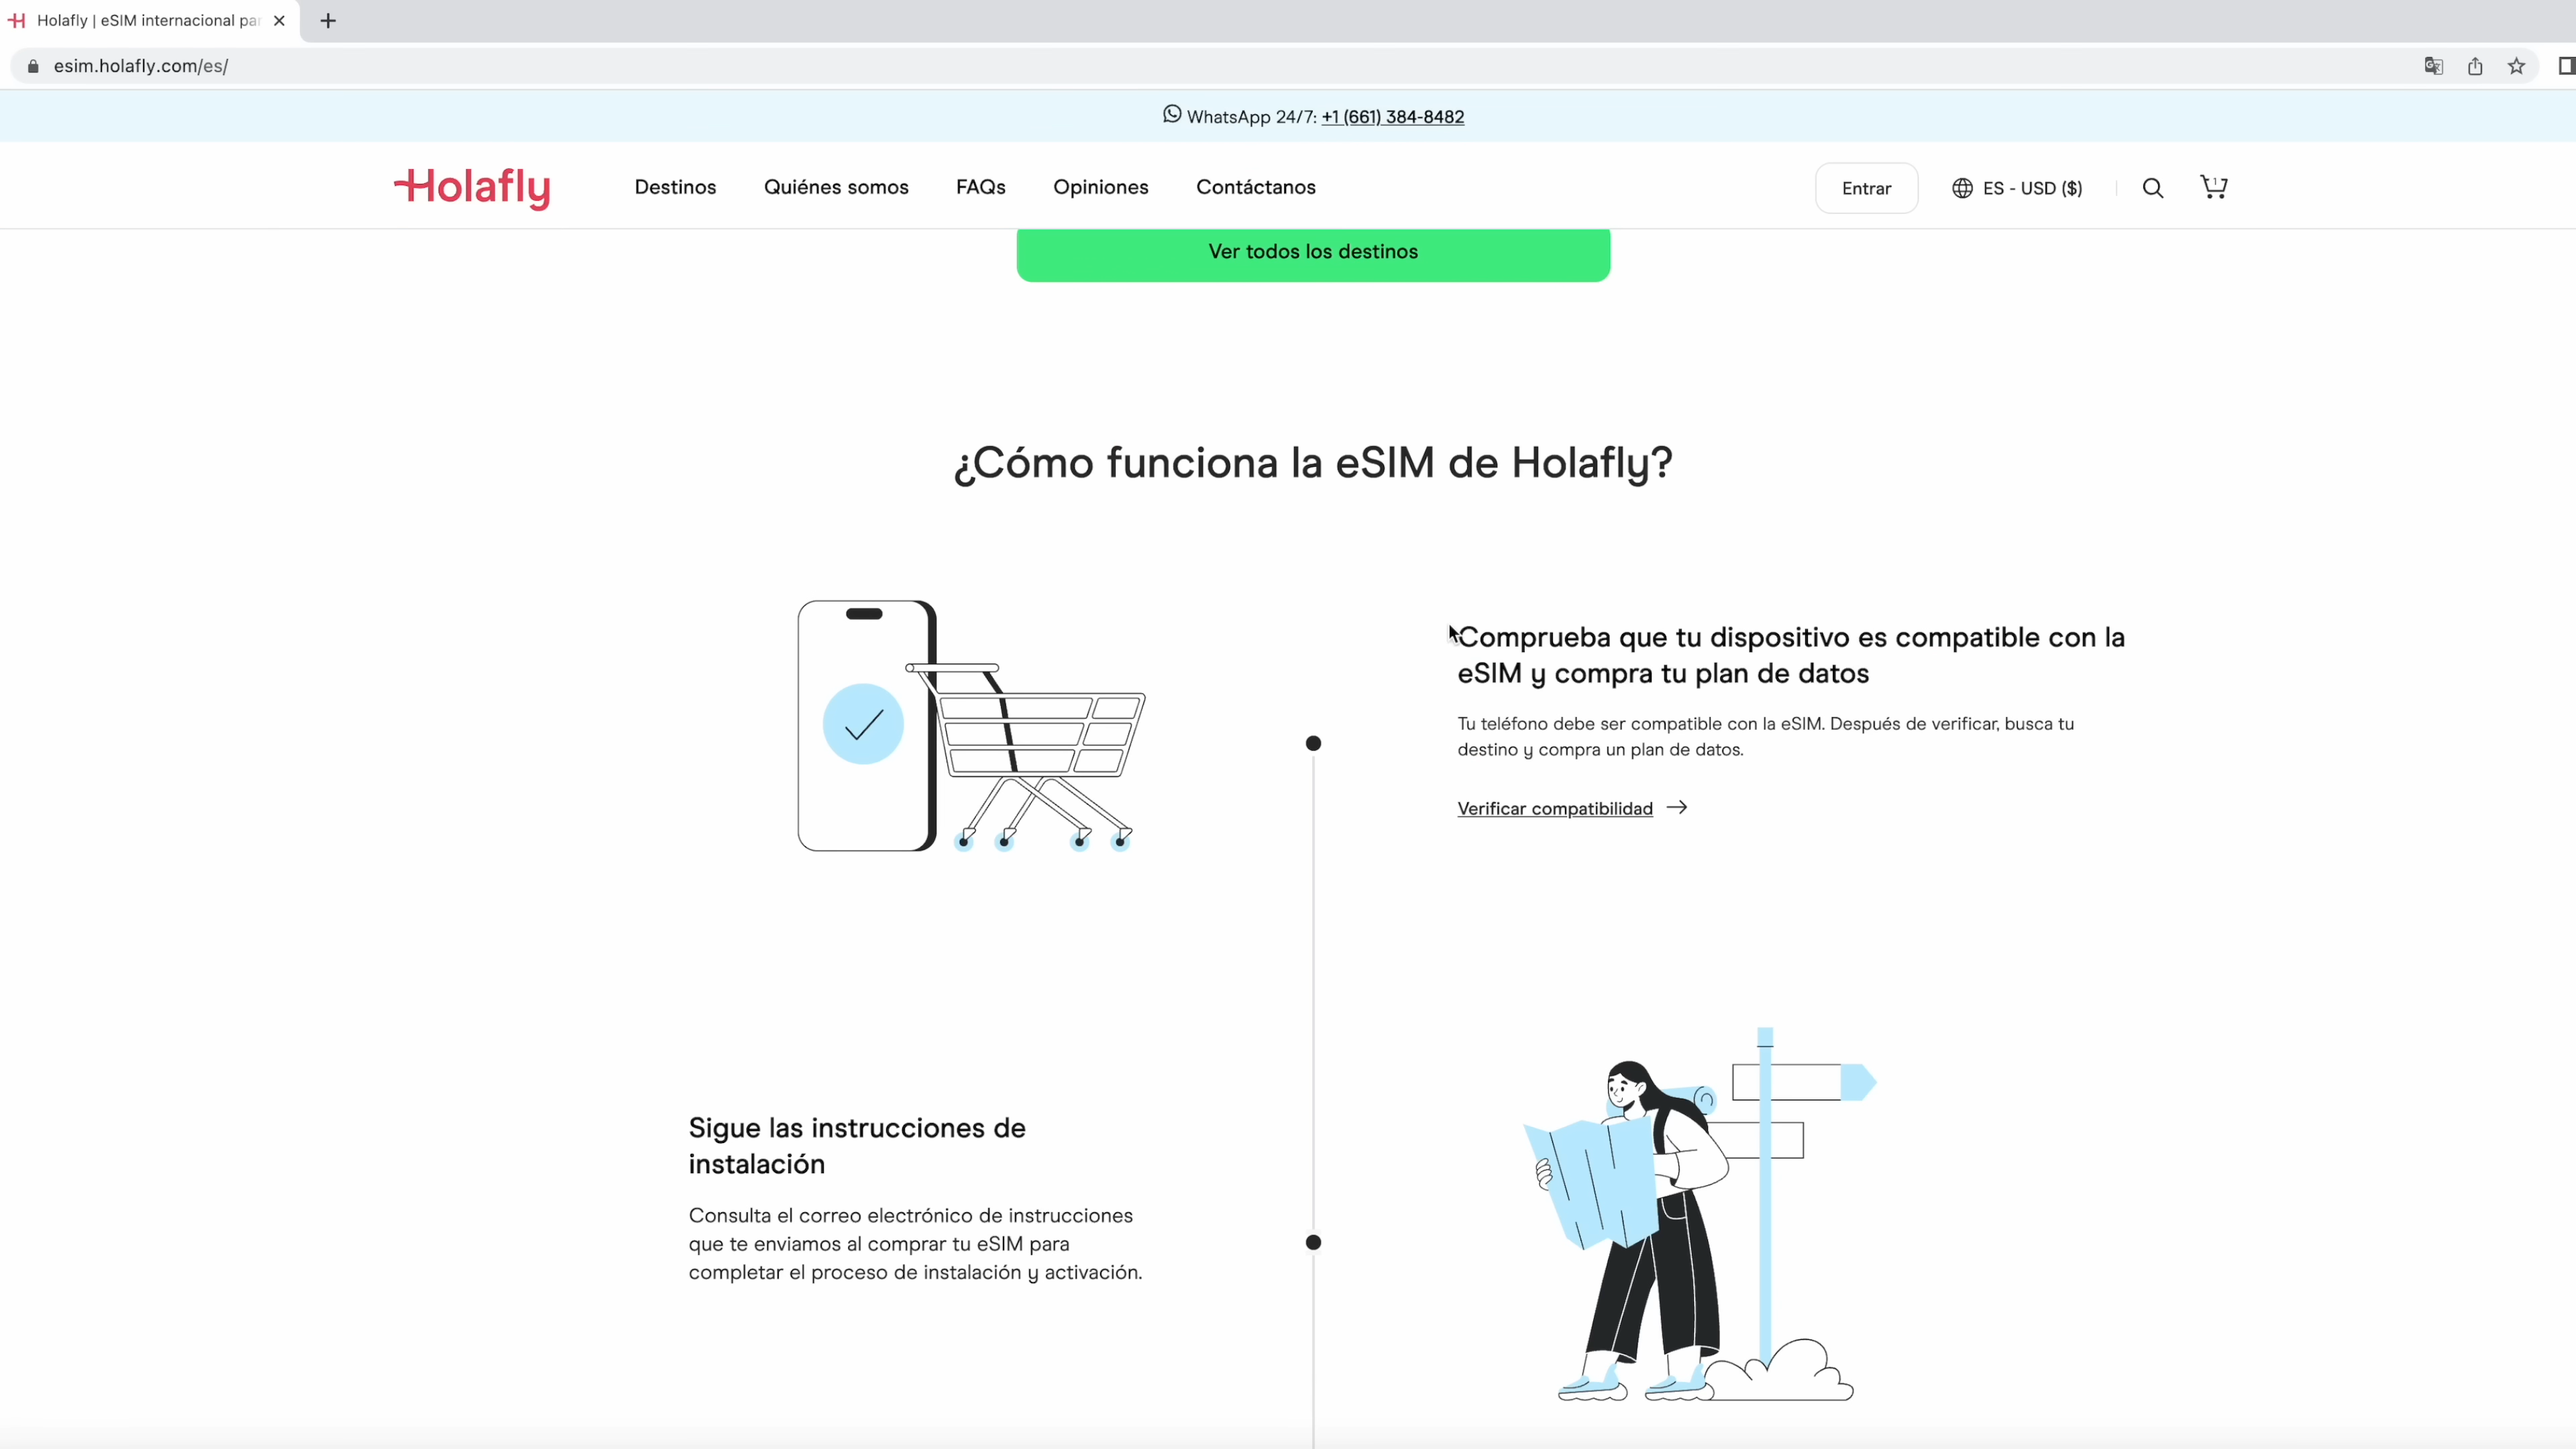 Holafly | eSIM internacional par
esim.holafly.com/es/
WhatsApp 24/7: +1 (661) 384-8482
Holafly
Destinos
Quiénes somos
FAQs
Opiniones
Contáctanos
Entrar
ES - USD ($)
1
Ver todos los destinos
¿Cómo funciona la eSIM de Holafly?
Comprueba que tu dispositivo es compatible con la
eSIM y compra tu plan de datos
Tu teléfono debe ser compatible con la eSIM. Después de verificar, busca tu
destino y compra un plan de datos.
Verificar compatibilidad
Sigue las instrucciones de
instalación
Consulta el correo electrónico de instrucciones
que te enviamos al comprar tu eSIM para
completar el proceso de instalación y activación.